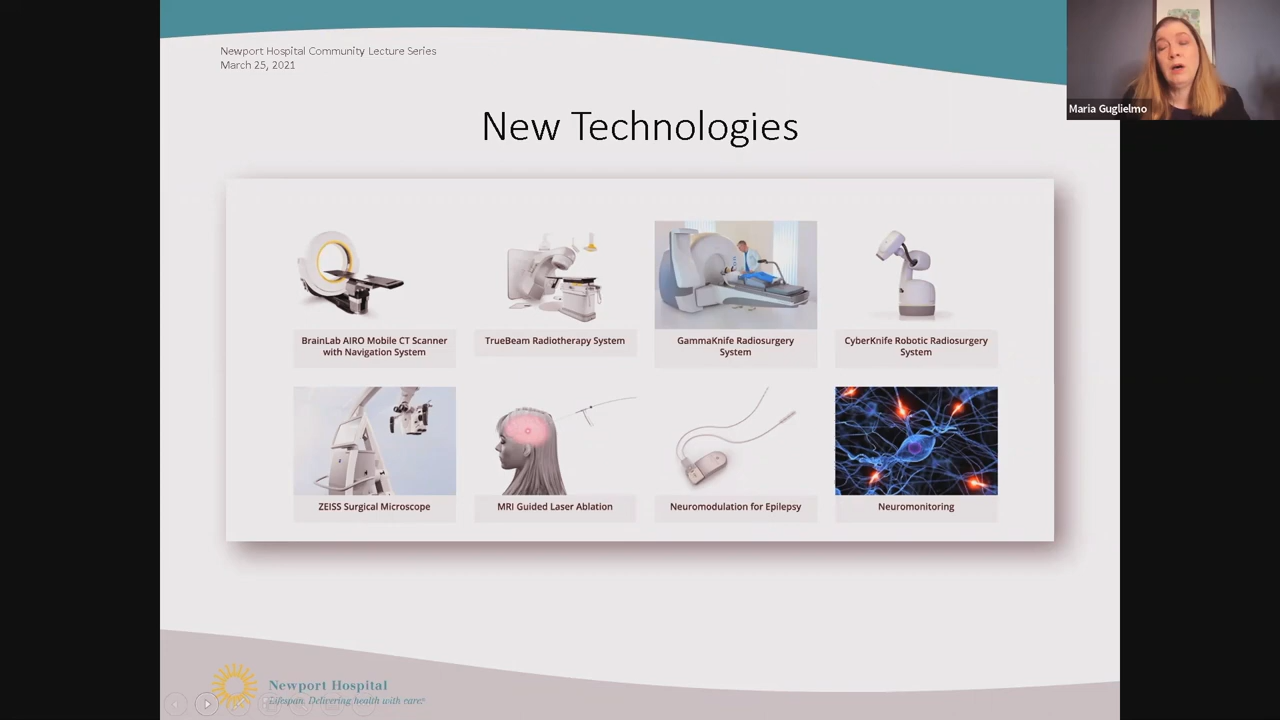 Newport Hospital Community Lecture Series
March 25, 2021
Maria Guglielmo
New Technologies
BrainLab AIRO Mobile CT Scanner
with Navigation System
TrueBeam Radiotherapy System
GammaKnife Radiosurgery
System
CyberKnife Robotic Radiosurgery
System
ZEISS Surgical Microscope
MRI Guided Laser Ablation
Neuromodulation for Epilepsy
Neuromonitoring
Newport Hospital
Lifespan. Delivering health with care.®